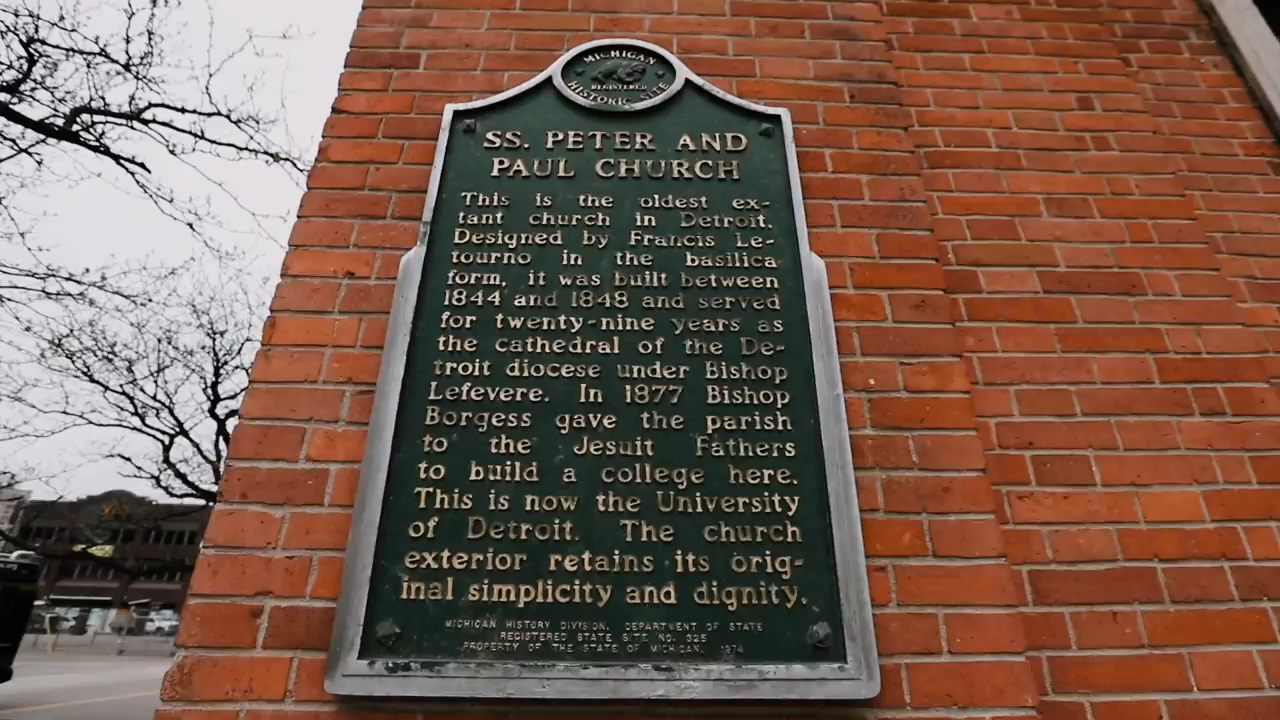 MICHIGAN
REGISTERED
HISTORIC SITE
SS. PETER AND
PAUL CHURCH
This is the oldest ex-
tant church in Detroit.
Designed by Francis Le-
tourno in the basilica
form, it was built between
1844 and 1848 and served
for twenty-nine years as
the cathedral of the De-
troit diocese under Bishop
Lefevere. In 1877 Bishop
Borgess gave the parish
to the Jesuit Fathers
to build a college here.
This is now the University
of Detroit. The church
exterior retains its orig-
inal simplicity and dignity.
MICHIGAN HISTORY DIVISION, DEPARTMENT OF STATE
REGISTERED STATE SITE NO. 325
PROPERTY OF THE STATE OF MICHIGAN, 1974